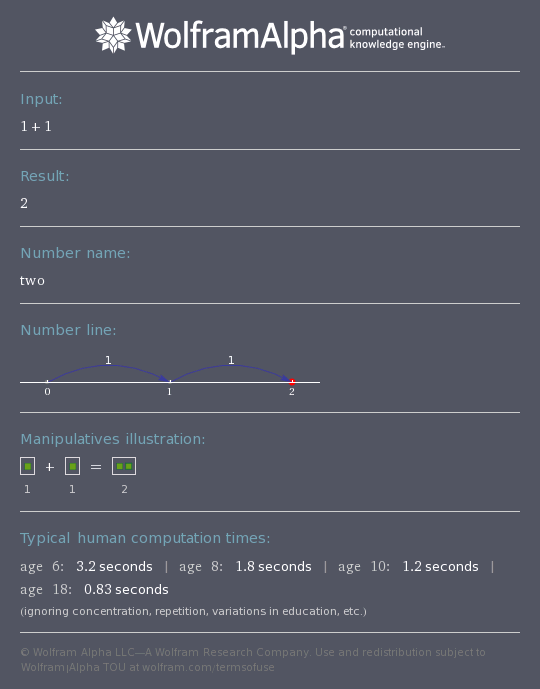 WolframAlpha® computational
knowledge engine™
Input:
1 + 1
Result:
2
Number name:
two
Number line:
1 1
0 1 2
Manipulatives illustration:
+ =
1 1 2
Typical human computation times:
age 6: 3.2 seconds | age 8: 1.8 seconds | age 10: 1.2 seconds |
age 18: 0.83 seconds
(ignoring concentration, repetition, variations in education, etc.)
© Wolfram Alpha LLC—A Wolfram Research Company. Use and redistribution subject to
Wolfram|Alpha TOU at wolfram.com/termsofuse